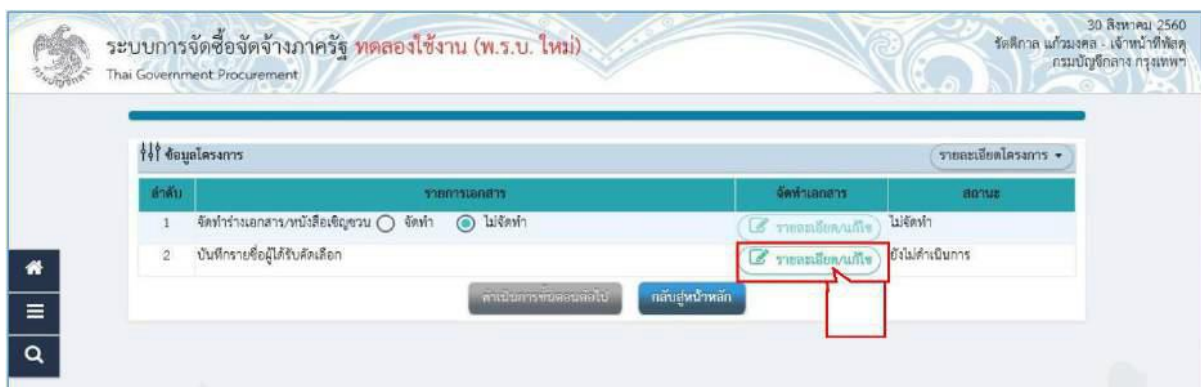 30 สิงหาคม 2560
ระบบการจัดซื้อจัดจ้างภาครัฐ ทดลองใช้งาน (พ.ร.บ. ใหม่)
รัตติกาล แก้วมงคล - เจ้าหน้าที่พัสดุ
Thai Government Procurement
กรมบัญชีกลาง กรุงเทพฯ
ข้อมูลโครงการ
รายละเอียดโครงการ
ลำดับ รายการเอกสาร จัดทำเอกสาร สถานะ
1 จัดทำร่างเอกสาร/หนังสือเชิญชวน จัดทำ ไม่จัดทำ รายละเอียด/แก้ไข ไม่จัดทำ
2 บันทึกรายชื่อผู้ได้รับคัดเลือก รายละเอียด/แก้ไข ยังไม่ดำเนินการ
ดำเนินการขั้นตอนต่อไป กลับสู่หน้าหลัก